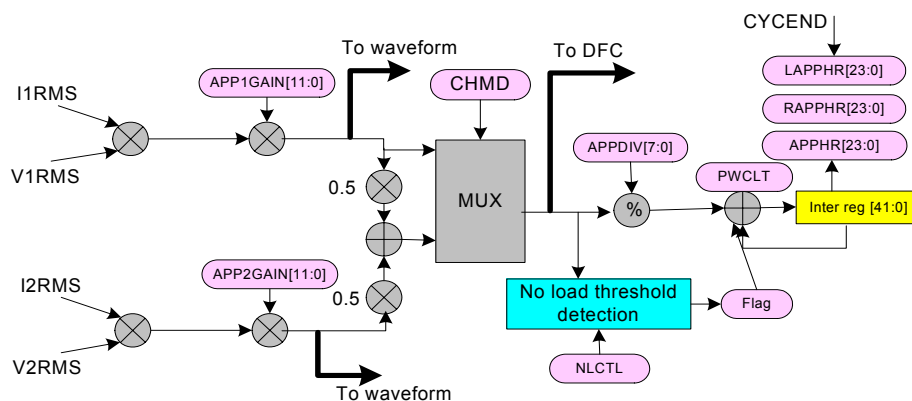 CYCEND
To waveform
To DFC
LAPPHR[23:0]
APP1GAIN[11:0]
CHMD
I1RMS
RAPPHR[23:0]
APPDIV[7:0]
APPHR[23:0]
V1RMS
PWCLT
0.5
MUX
%
Inter reg [41:0]
APP2GAIN[11:0]
I2RMS
0.5
No load threshold
detection
Flag
V2RMS
NLCTL
To waveform